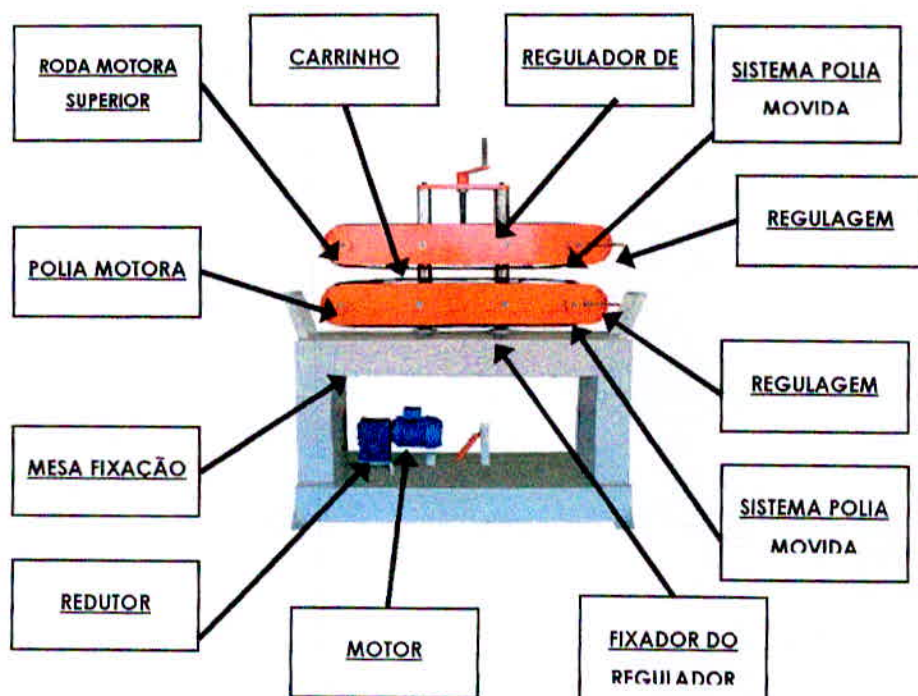 RODA MOTORA
SUPERIOR
CARRINHO
REGULADOR DE
SISTEMA POLIA
MOVIDA
REGULAGEM
POLIA MOTORA
REGULAGEM
MESA FIXAÇÃO
SISTEMA POLIA
MOVIDA
REDUTOR
MOTOR
FIXADOR DO
REGULADOR